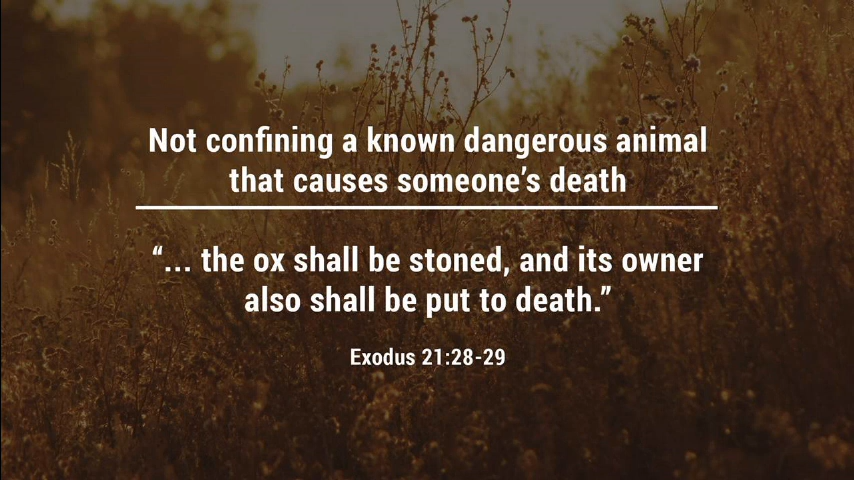 Not confining a known dangerous animal
that causes someone’s death
“... the ox shall be stoned, and its owner
also shall be put to death.”
Exodus 21:28-29